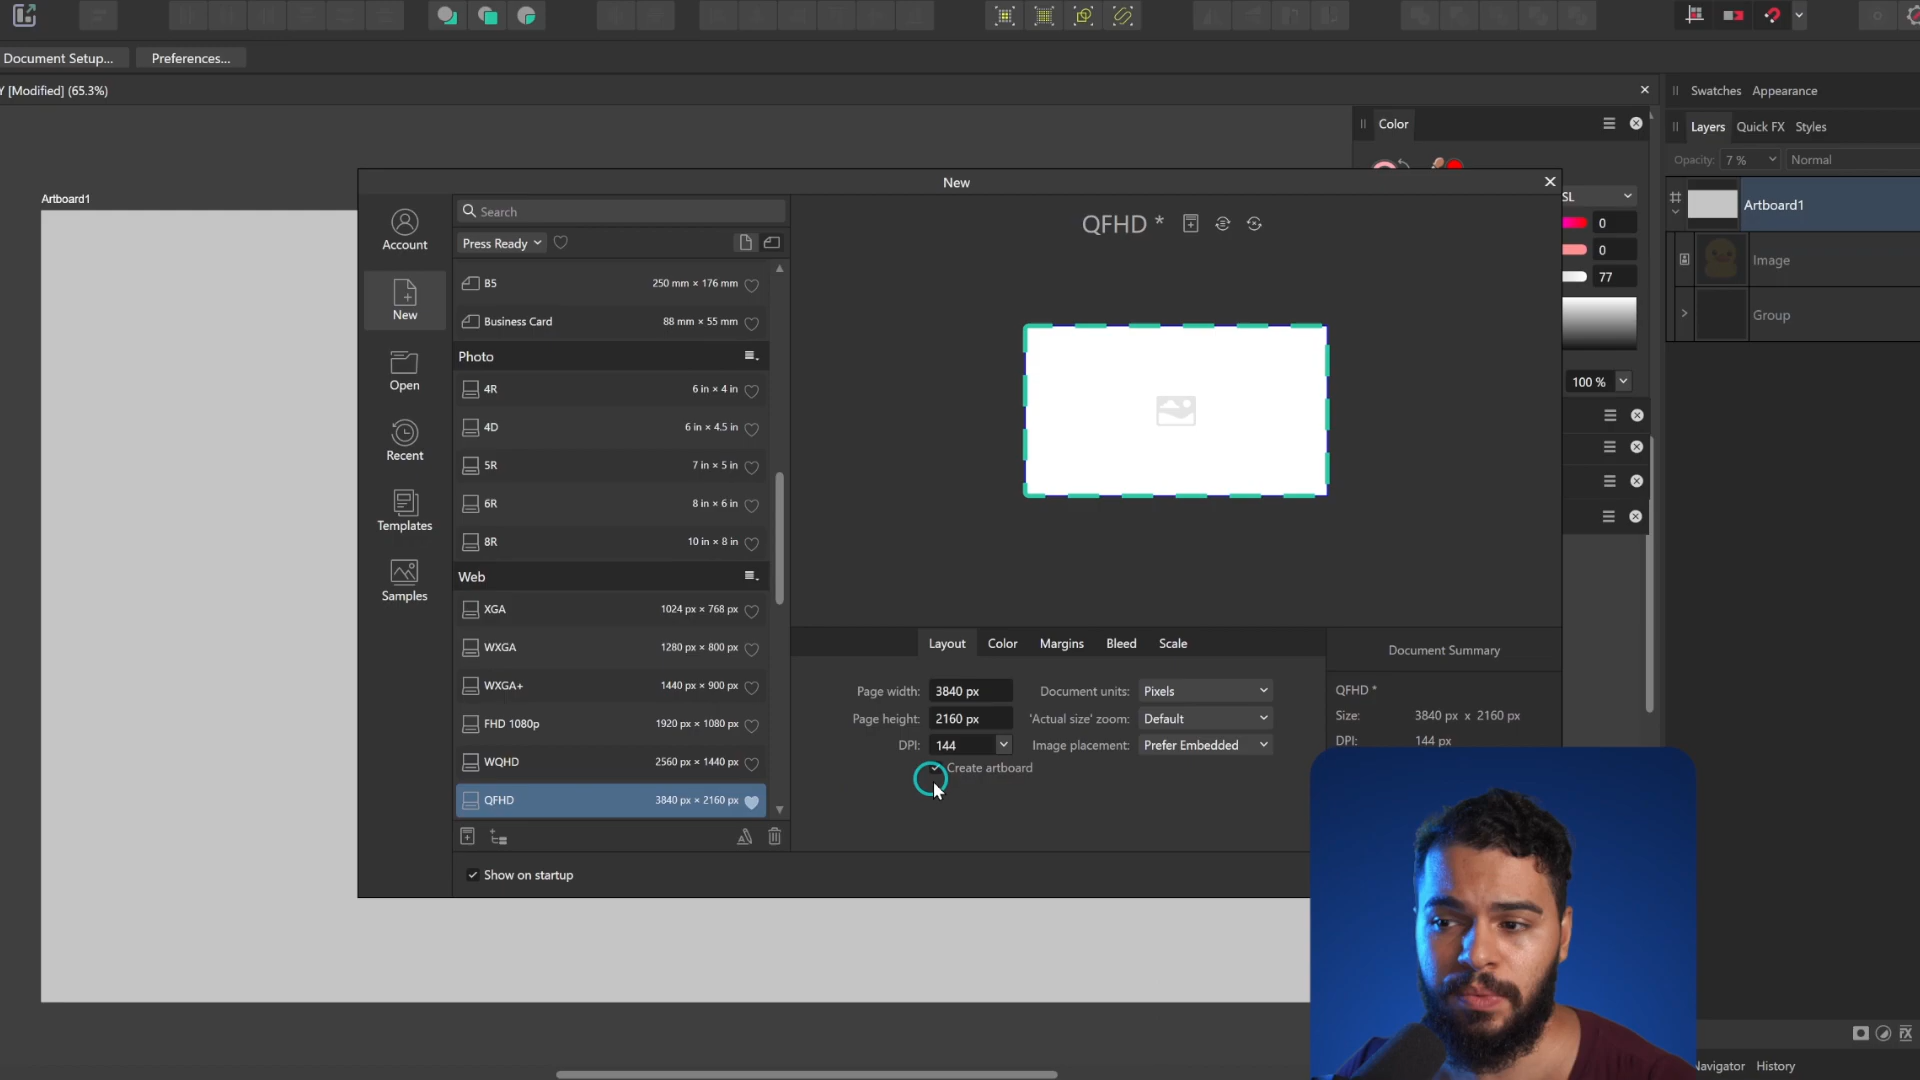 Document Setup...
Preferences...
Y [Modified] (65.3%)
Swatches
Appearance
Color
Layers
Quick FX
Styles
Opacity:
7 %
Normal
Artboard1
New
SL
Artboard1
0
0
77
Image
Group
100 %
Account
New
Open
Recent
Templates
Samples
Search
Press Ready
B5 250 mm × 176 mm
Business Card 88 mm × 55 mm
Photo
4R 6 in × 4 in
4D 6 in × 4.5 in
5R 7 in × 5 in
6R 8 in × 6 in
8R 10 in × 8 in
Web
XGA 1024 px × 768 px
WXGA 1280 px × 800 px
WXGA+ 1440 px × 900 px
FHD 1080p 1920 px × 1080 px
WQHD 2560 px × 1440 px
QFHD 3840 px × 2160 px
Show on startup
QFHD *
Layout
Color
Margins
Bleed
Scale
Page width: 3840 px
Document units: Pixels
Page height: 2160 px
'Actual size' zoom: Default
DPI: 144
Image placement: Prefer Embedded
Create artboard
Document Summary
QFHD *
Size: 3840 px x 2160 px
DPI: 144 px
Navigator
History